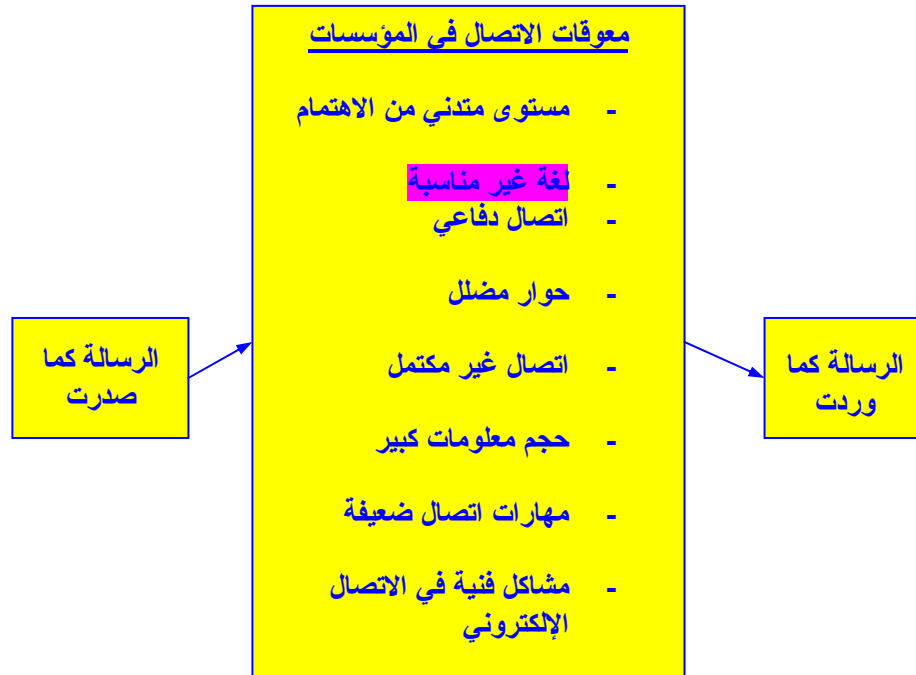 معوقات الاتصال في المؤسسات
- مستوى متدني من الاهتمام
- لغة غير مناسبة
- اتصال دفاعي
- حوار مضلل
- اتصال غير مكتمل
- حجم معلومات كبير
- مهارات اتصال ضعيفة
- مشاكل فنية في الاتصال
الإلكتروني
الرسالة كما
صدرت
الرسالة كما
وردت